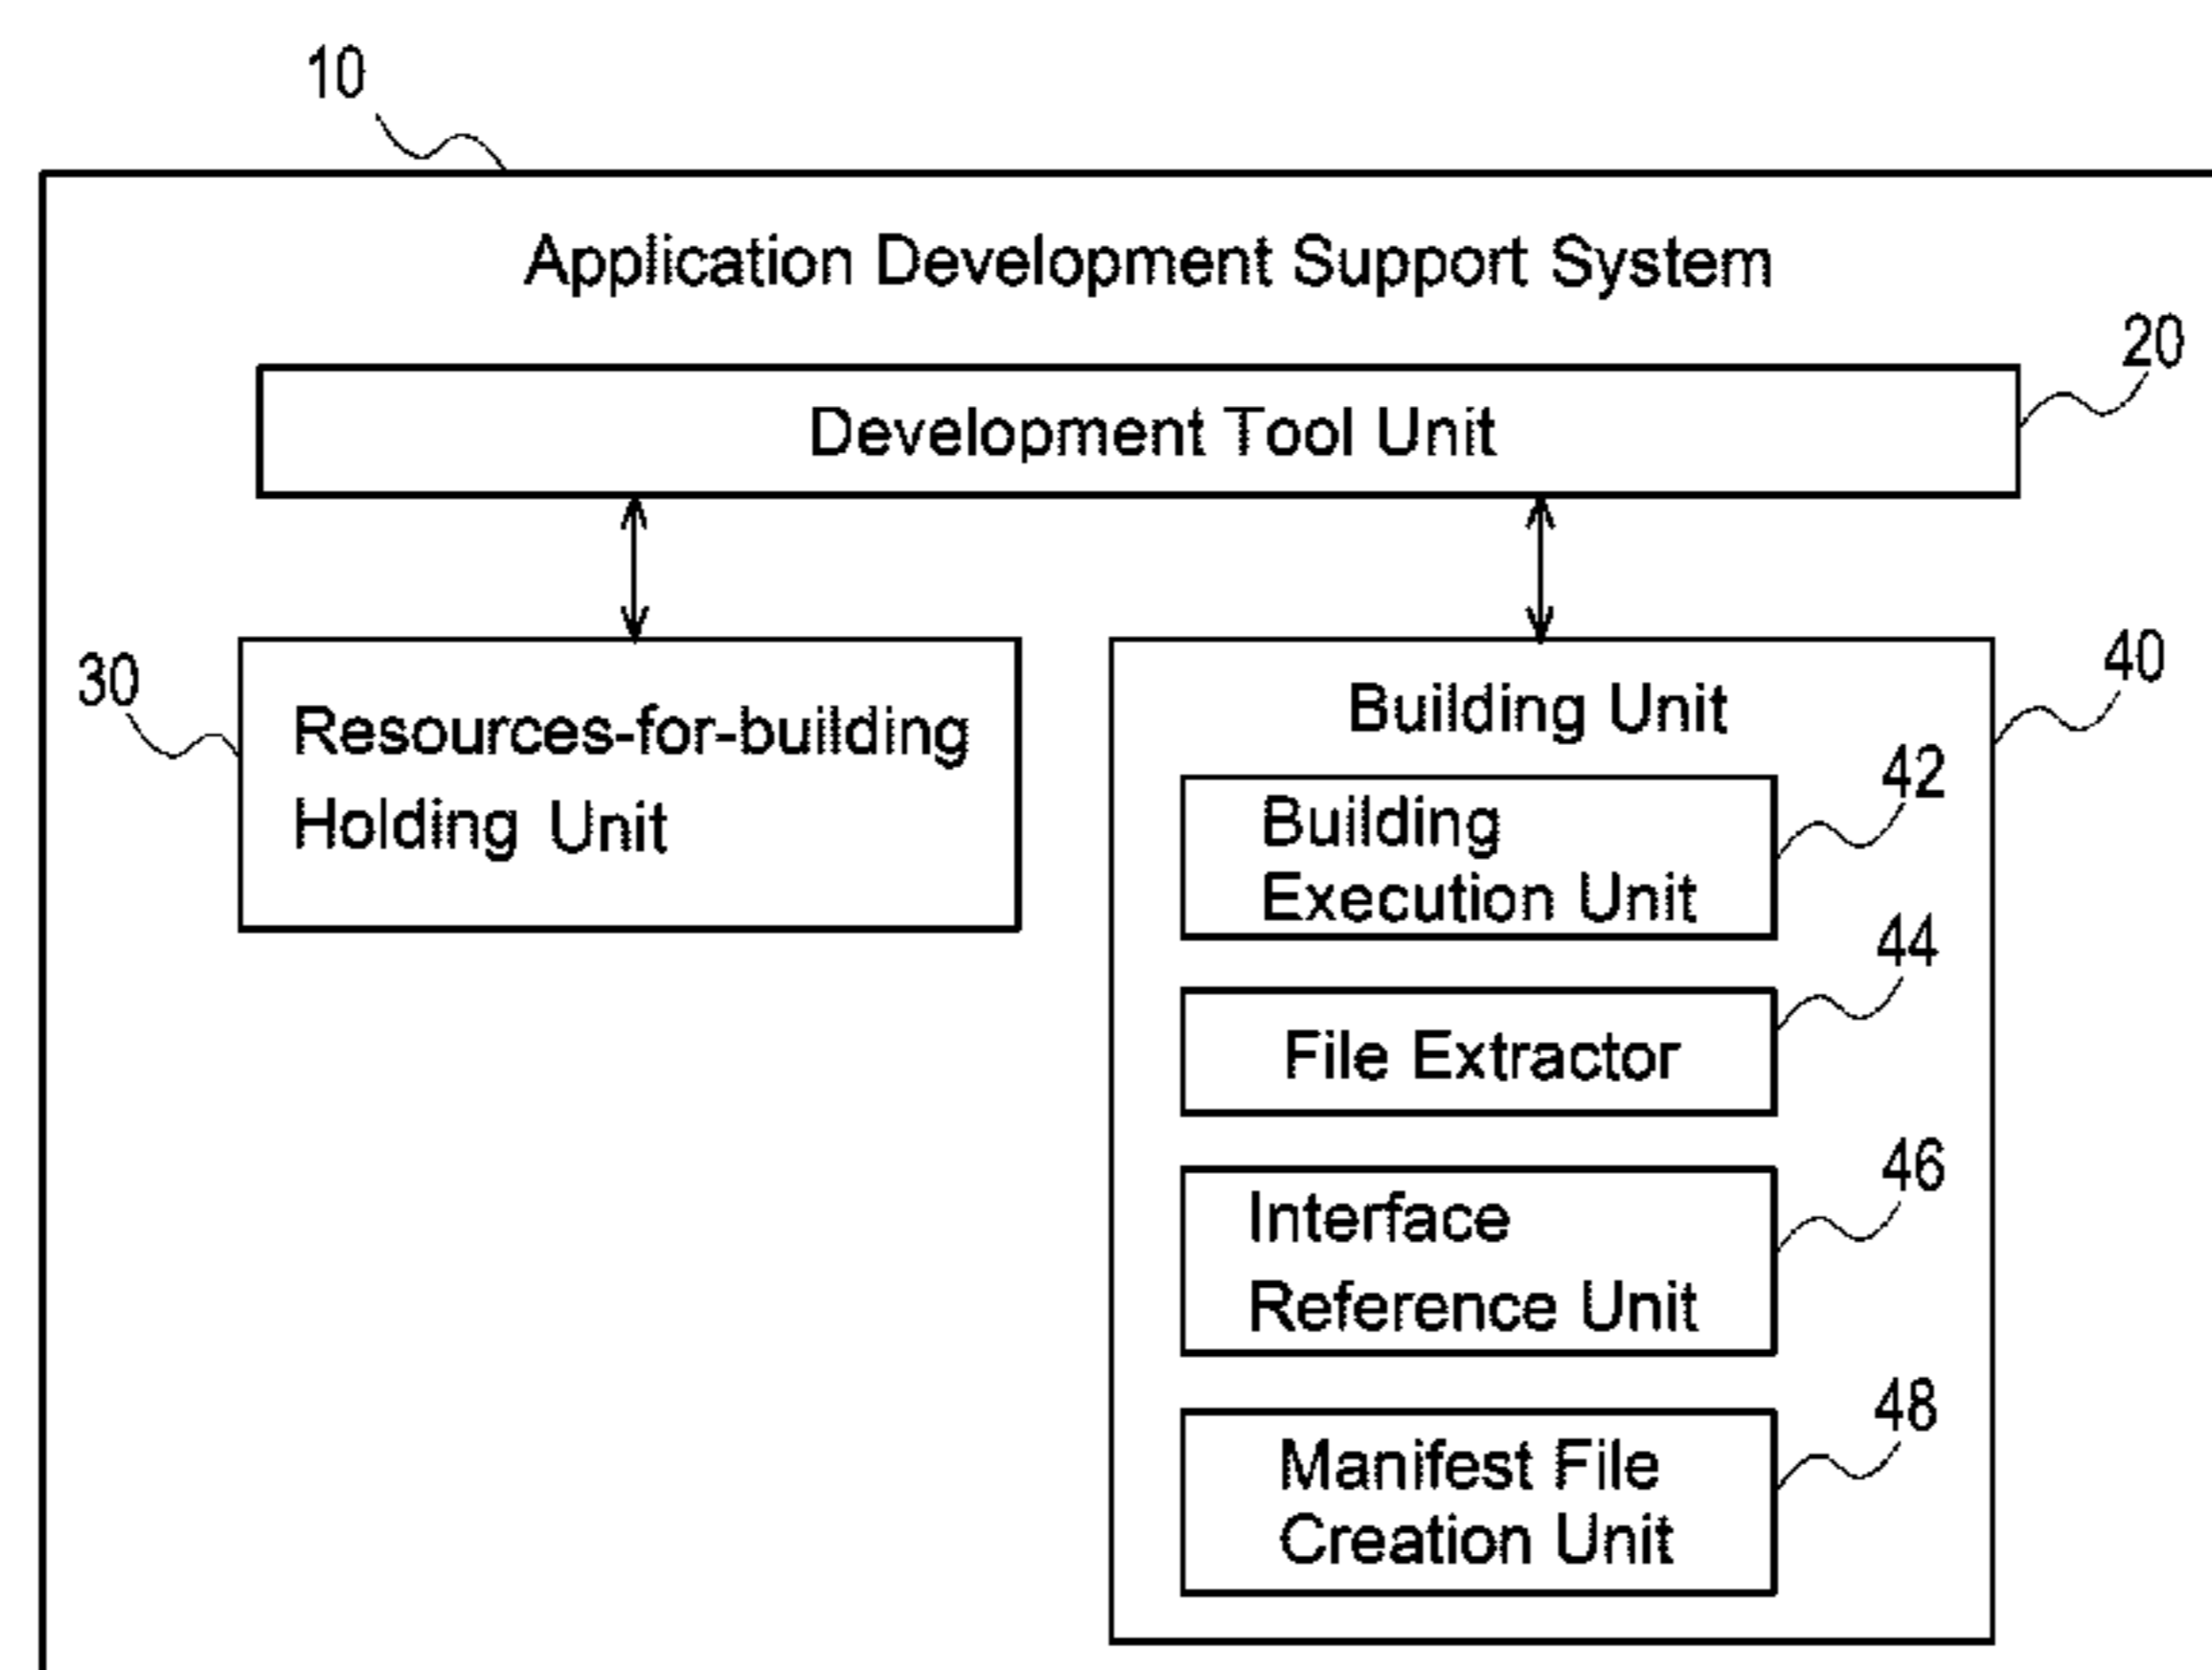 10
Application Development Support System
20
Development Tool Unit
30
Resources-for-building
Holding Unit
40
Building Unit
42
Building
Execution Unit
44
File Extractor
46
Interface
Reference Unit
48
Manifest File
Creation Unit